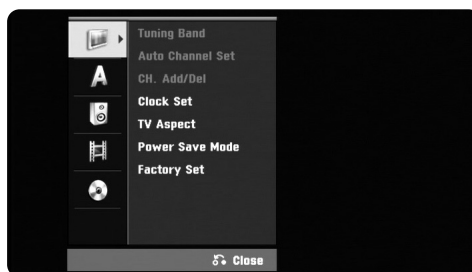 Tuning Band
Auto Channel Set
CH. Add/Del
A
Clock Set
TV Aspect
Power Save Mode
Factory Set
Close